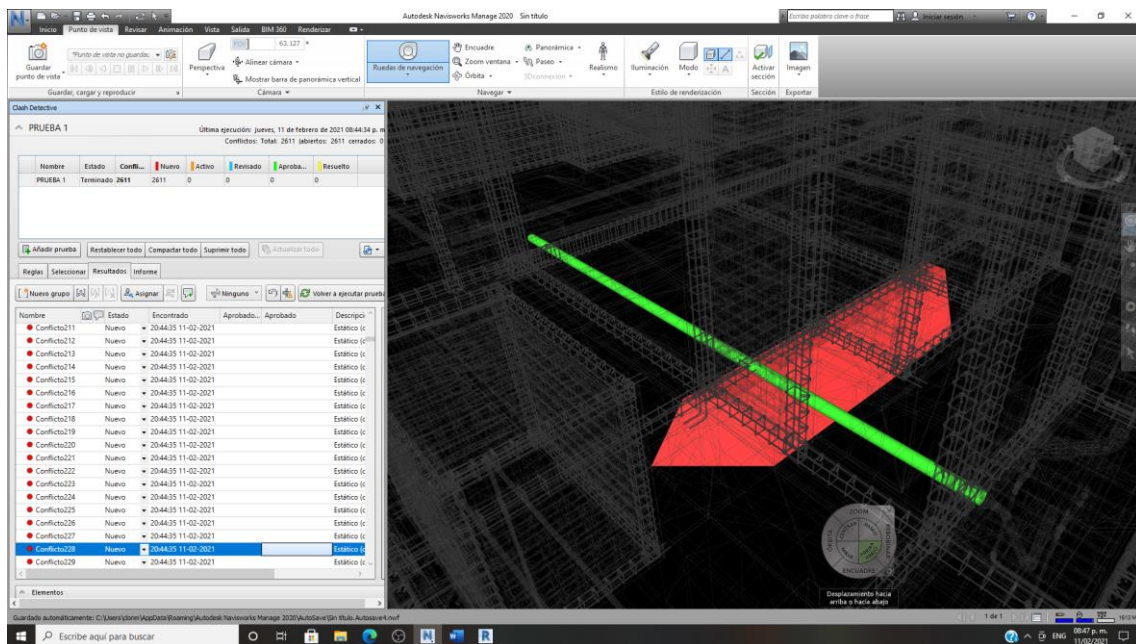 Autodesk Navisworks Manage 2020 Sin título
Escriba palabra clave o frase
Iniciar sesión
Inicio Punto de vista Revisar Animación Vista Salida BIM 360 Renderizar
Guardar punto de vista
Perspectiva
63.127
Alinear cámara
Mostrar barra de panorámica vertical
Ruedas de navegación
Encuadre
Zoom ventana
Órbita
Panorámica
Paseo
3Dconnexion
Realismo
Iluminación
Modo
Activar sección
Imagen
Guardar, cargar y reproducir
Cámara
Navegar
Estilo de renderización
Sección
Exportar
Clash Detective
PRUEBA 1
Última ejecución: jueves, 11 de febrero de 2021 08:44:34 p. m
Conflictos: Total: 2611 (abiertos: 2611 cerrados: 0
Nombre Estado Confli... Nuevo Activo Revisado Aproba... Resuelto
PRUEBA 1 Terminado 2611 2611 0 0 0 0
Añadir prueba Restablecer todo Compactar todo Suprimir todo Actualizar todo
Reglas Seleccionar Resultados Informe
Nuevo grupo Asignar Ninguno Volver a ejecutar prueba
Nombre Estado Encontrado Aprobado... Aprobado Descripci
Conflicto211 Nuevo 20:44:35 11-02-2021 Estático (c
Conflicto212 Nuevo 20:44:35 11-02-2021 Estático (c
Conflicto213 Nuevo 20:44:35 11-02-2021 Estático (c
Conflicto214 Nuevo 20:44:35 11-02-2021 Estático (c
Conflicto215 Nuevo 20:44:35 11-02-2021 Estático (c
Conflicto216 Nuevo 20:44:35 11-02-2021 Estático (c
Conflicto217 Nuevo 20:44:35 11-02-2021 Estático (c
Conflicto218 Nuevo 20:44:35 11-02-2021 Estático (c
Conflicto219 Nuevo 20:44:35 11-02-2021 Estático (c
Conflicto220 Nuevo 20:44:35 11-02-2021 Estático (c
Conflicto221 Nuevo 20:44:35 11-02-2021 Estático (c
Conflicto222 Nuevo 20:44:35 11-02-2021 Estático (c
Conflicto223 Nuevo 20:44:35 11-02-2021 Estático (c
Conflicto224 Nuevo 20:44:35 11-02-2021 Estático (c
Conflicto225 Nuevo 20:44:35 11-02-2021 Estático (c
Conflicto226 Nuevo 20:44:35 11-02-2021 Estático (c
Conflicto227 Nuevo 20:44:35 11-02-2021 Estático (c
Conflicto228 Nuevo 20:44:35 11-02-2021 Estático (c
Conflicto229 Nuevo 20:44:35 11-02-2021 Estático (c
Elementos
ZOOM
ENCUADRE
Desplazamiento hacia
arriba o hacia abajo
1 de 1
Escribe aquí para buscar
ENG
08:47 p. m.
11/02/2021